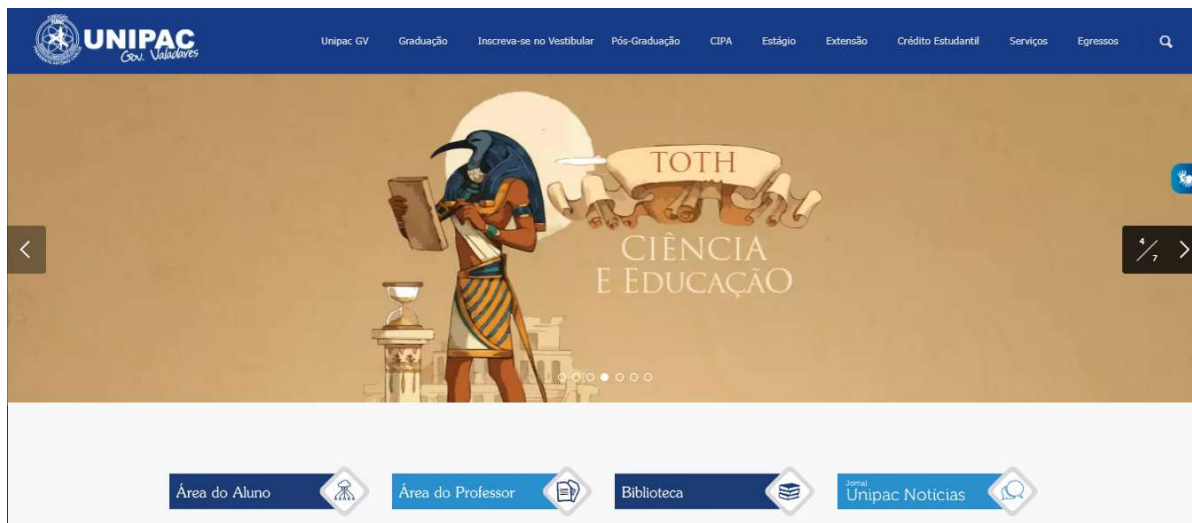 UNIPAC
Gov. Valadares
Unipac GV Graduação Inscreva-se no Vestibular Pós-Graduação CIPA Estágio Extensão Crédito Estudantil Serviços Egressos
TOTH
CIÊNCIA
E EDUCAÇÃO
4/7
Área do Aluno Área do Professor Biblioteca
Jornal
Unipac Notícias